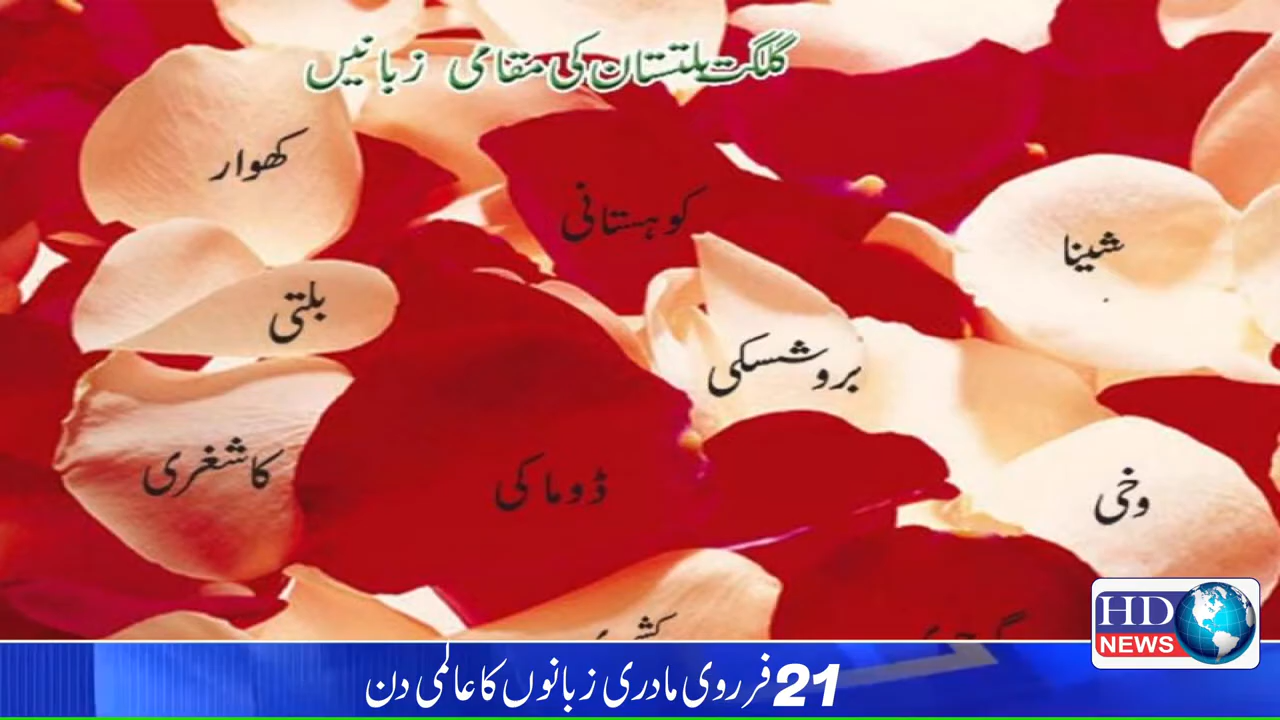 گلگت بلتستان کی مقامی زبانیں
کھوار
کوہستانی
شینا
بلتی
بروشسکی
کاشغری
ڈوماکی
وخی
HD
NEWS
21 فرروی مادری زبانوں کا عالمی دن